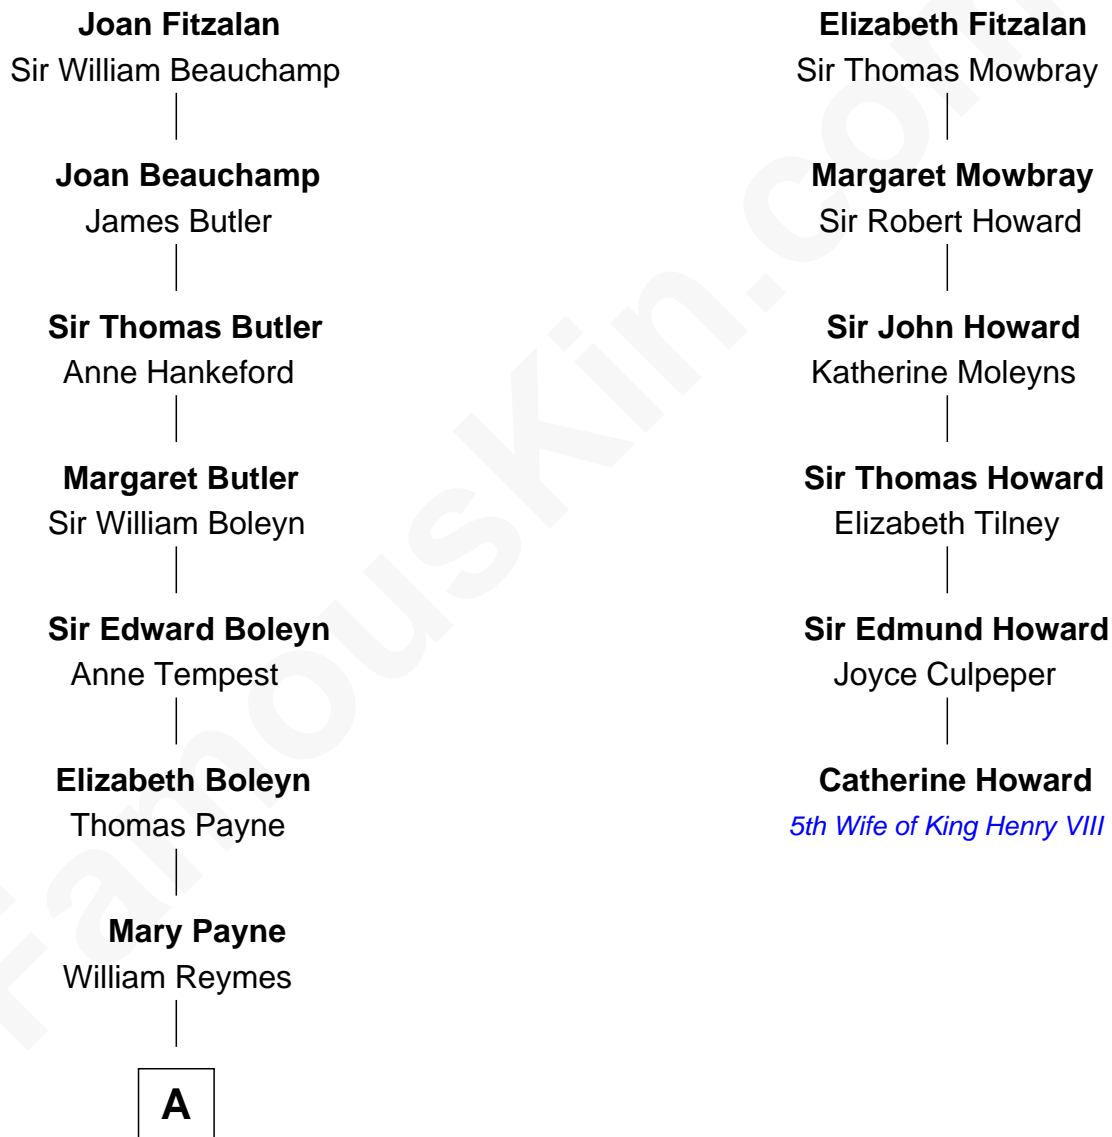 Joan Fitzalan
Sir William Beauchamp
Joan Beauchamp
James Butler
Sir Thomas Butler
Anne Hankeford
Margaret Butler
Sir William Boleyn
Sir Edward Boleyn
Anne Tempest
Elizabeth Boleyn
Thomas Payne
Mary Payne
William Reymes
A
Elizabeth Fitzalan
Sir Thomas Mowbray
Margaret Mowbray
Sir Robert Howard
Sir John Howard
Katherine Moleyns
Sir Thomas Howard
Elizabeth Tilney
Sir Edmund Howard
Joyce Culpeper
Catherine Howard
5th Wife of King Henry VIII
FamousKin.com